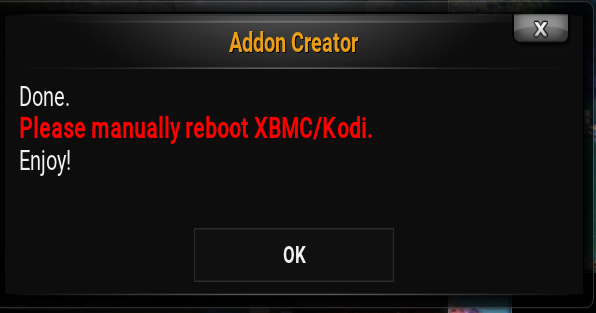 Addon Creator
X
Done.
Please manually reboot XBMC/Kodi.
Enjoy!
OK